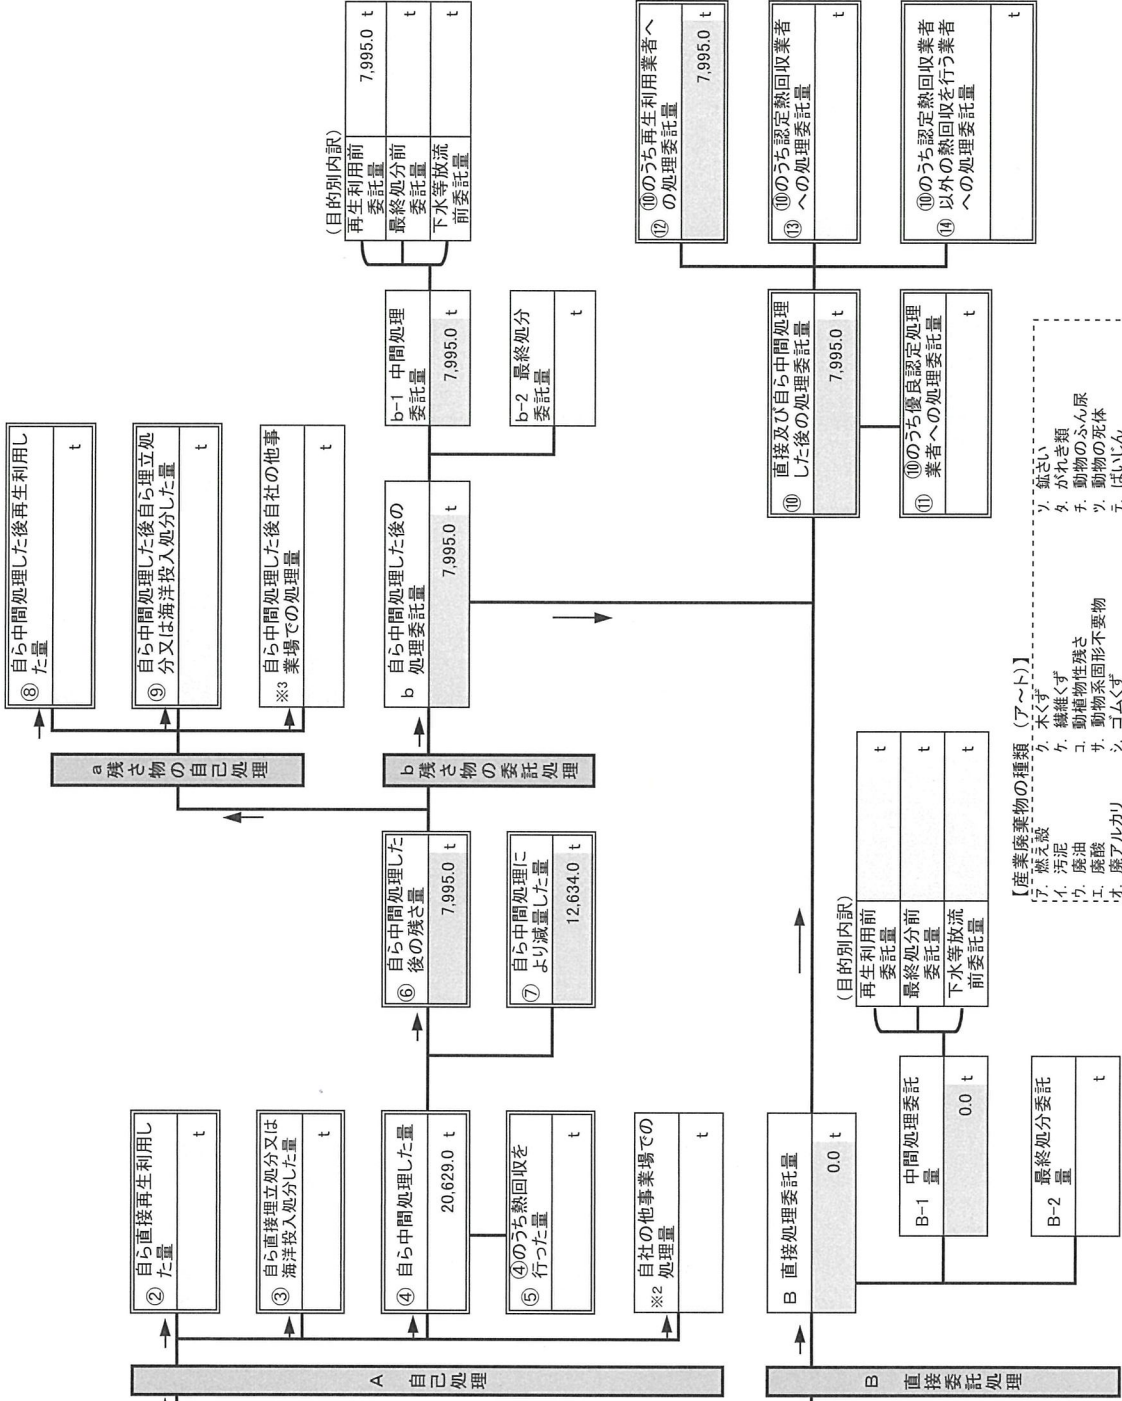 A 自己処理
② 自ら直接再生利用し
た量
t
③ 自ら直接埋立処分又は
海洋投入処分した量
t
④ 自ら中間処理した量
20,629.0 t
⑤ ④のうち熱回収を
行った量
t
※2 自社の他事業場での
処理量
t
⑥ 自ら中間処理した
後の残さ量
7,995.0 t
⑦ 自ら中間処理に
より減量した量
12,634.0 t
a 残さ物の自己処理
⑧ 自ら中間処理した後再生利用し
た量
t
⑨ 自ら中間処理した後自ら埋立処
分又は海洋投入処分した量
t
※3 自ら中間処理した後自社の他事
業場での処理量
t
b 残さ物の委託処理
b 自ら中間処理した後の
処理委託量
7,995.0 t
b-1 中間処理
委託量
7,995.0 t
b-2 最終処分
委託量
t
(目的別内訳)
再生利用前
委託量
7,995.0 t
最終処分前
委託量
t
下水等放流
前委託量
t
B 直接委託処理
B 直接処理委託量
0.0 t
B-1 中間処理委託
量
0.0 t
B-2 最終処分委託
量
t
(目的別内訳)
再生利用前
委託量
t
最終処分前
委託量
t
下水等放流
前委託量
t
⑩ 直接及び自ら中間処理
した後の処理委託量
7,995.0 t
⑪ ⑩のうち優良認定処理
業者への処理委託量
t
⑫ ⑩のうち再生利用業者へ
の処理委託量
7,995.0 t
⑬ ⑩のうち認定熱回収業者
への処理委託量
t
⑭ ⑩のうち認定熱回収業者
以外の熱回収を行う業者
への処理委託量
t
【産業廃棄物の種類 (ア～ト)】
ア. 燃え殻 ク. 木くず ソ. 鉱さい
イ. 汚泥 ケ. 繊維くず タ. がれき類
ウ. 廃油 コ. 動植物性残さ チ. 動物のふん尿
エ. 廃酸 サ. 動物系固形不要物 ツ. 動物の死体
オ. 廃アルカリ シ. ゴムくず テ. ばいじん